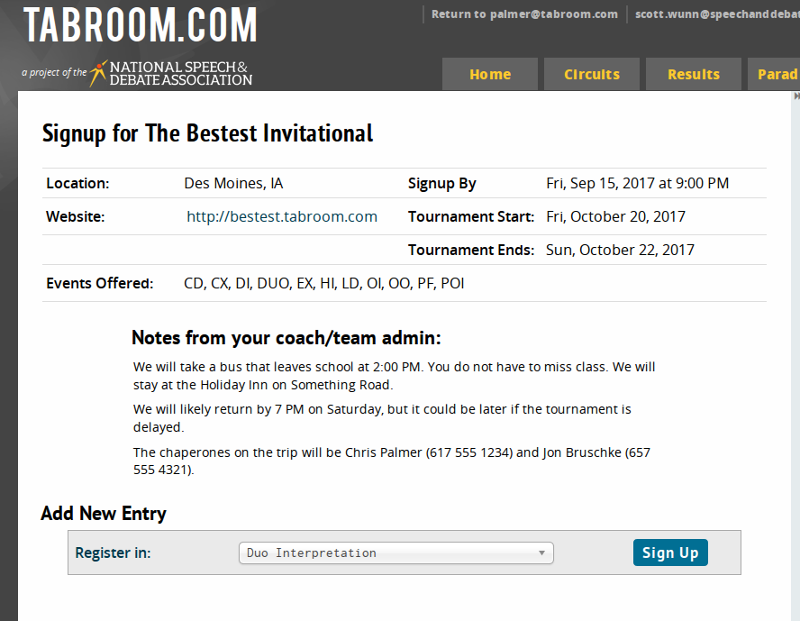 TABROOM.COM
Return to palmer@tabroom.com
scott.wunn@speechanddebat
a project of the NATIONAL SPEECH &
DEBATE ASSOCIATION
Home Circuits Results Parad
Signup for The Bestest Invitational
Location: Des Moines, IA Signup By Fri, Sep 15, 2017 at 9:00 PM
Website: http://bestest.tabroom.com Tournament Start: Fri, October 20, 2017
Tournament Ends: Sun, October 22, 2017
Events Offered: CD, CX, DI, DUO, EX, HI, LD, OI, OO, PF, POI
Notes from your coach/team admin:
We will take a bus that leaves school at 2:00 PM. You do not have to miss class. We will
stay at the Holiday Inn on Something Road.
We will likely return by 7 PM on Saturday, but it could be later if the tournament is
delayed.
The chaperones on the trip will be Chris Palmer (617 555 1234) and Jon Bruschke (657
555 4321).
Add New Entry
Register in: Duo Interpretation Sign Up